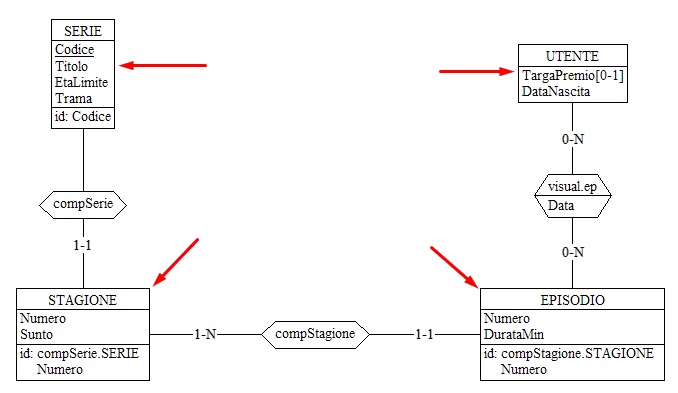 SERIE
Codice
Titolo
EtaLimite
Trama
id: Codice
UTENTE
TargaPremio[0-1]
DataNascita
0-N
visual.ep
Data
0-N
compSerie
1-1
STAGIONE
Numero
Sunto
id: compSerie.SERIE
Numero
1-N
compStagione
1-1
EPISODIO
Numero
DurataMin
id: compStagione.STAGIONE
Numero